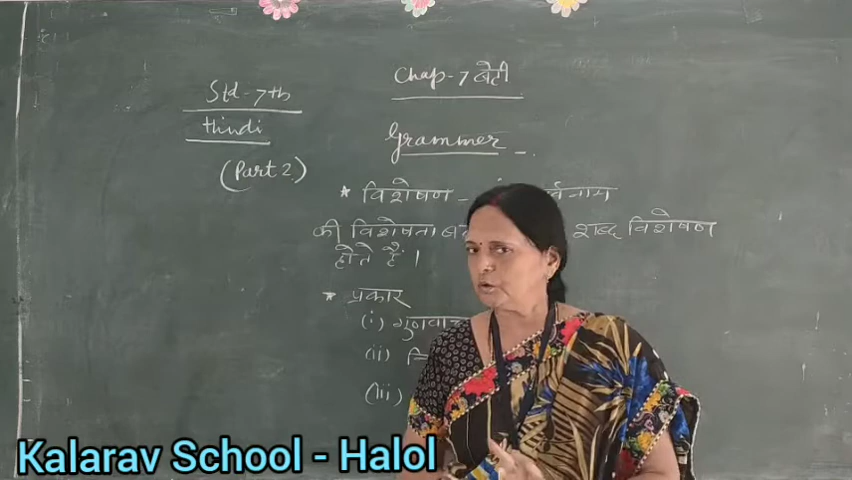 Std-7th
Hindi
(Part 2)
Chap-7 बेटी
Grammer
* विशेषण -
की विशेषता शब्द विशेषण
होते हैं।
* प्रकार
(i)
(ii)
(iii)
Kalarav School - Halol